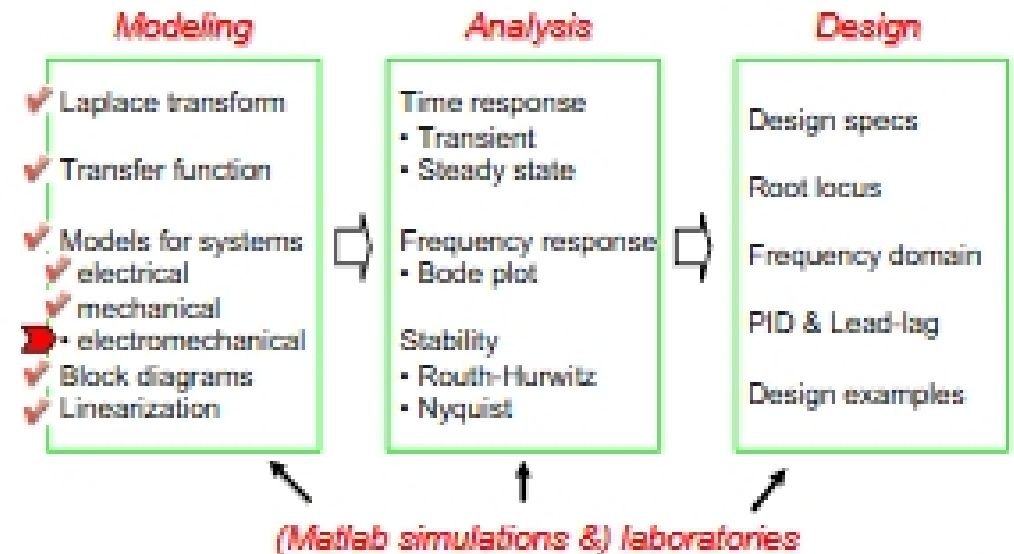 Modeling
Laplace transform
Transfer function
Models for systems
electrical
mechanical
• electromechanical
Block diagrams
Linearization
Analysis
Time response
• Transient
• Steady state
Frequency response
• Bode plot
Stability
• Routh-Hurwitz
• Nyquist
Design
Design specs
Root locus
Frequency domain
PID & Lead-lag
Design examples
(Matlab simulations &) laboratories